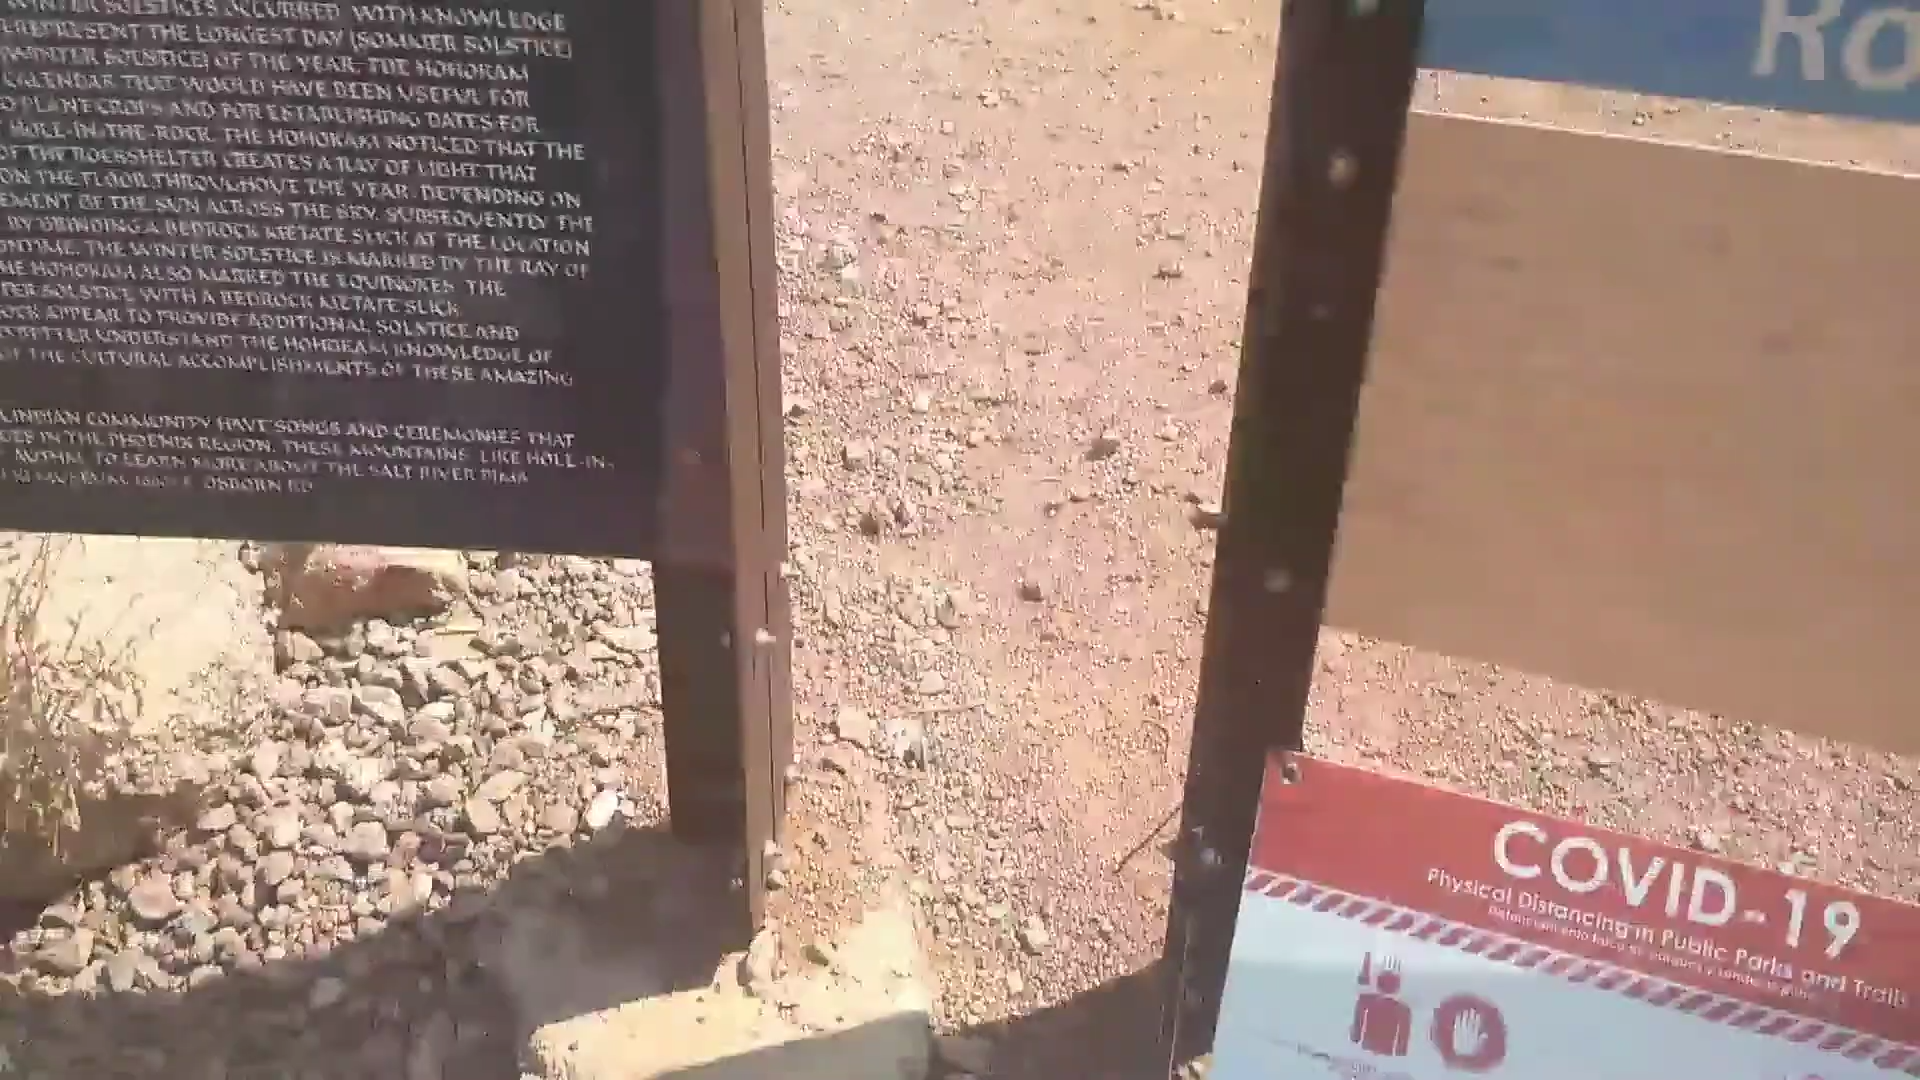 WINTER SOLSTICES OCCURRED. WITH KNOWLEDGE
REPRESENT THE LONGEST DAY (SUMMER SOLSTICE)
(WINTER SOLSTICE) OF THE YEAR, THE HOHOKAM
CALENDAR THAT WOULD HAVE BEEN USEFUL FOR
PLANT CROPS AND FOR ESTABLISHING DATES FOR
HOLE-IN-THE-ROCK, THE HOHOKAM NOTICED THAT THE
OF THE ROCKSHELTER CREATES A RAY OF LIGHT THAT
ON THE FLOOR THROUGHOUT THE YEAR, DEPENDING ON
EMENT OF THE SUN ACROSS THE SKY. SUBSEQUENTLY THE
BY GRINDING A BEDROCK METATE SLICK AT THE LOCATION
THE WINTER SOLSTICE IS MARKED BY THE RAY OF
HOHOKAM ALSO MARKED THE EQUINOXES THE
SOLSTICE WITH A BEDROCK METATE SLICK
APPEAR TO PROVIDE ADDITIONAL SOLSTICE AND
BETTER UNDERSTAND THE HOHOKAM KNOWLEDGE OF
OF THE CULTURAL ACCOMPLISHMENTS OF THESE AMAZING
INDIAN COMMUNITY HAVE SONGS AND CEREMONIES THAT
IN THE PHOENIX REGION. THESE MOUNTAINS, LIKE HOLE-IN-
TO LEARN MORE ABOUT THE SALT RIVER PIMA
OSBORN RD
Ro
COVID-19
Physical Distancing in Public Parks and Trails